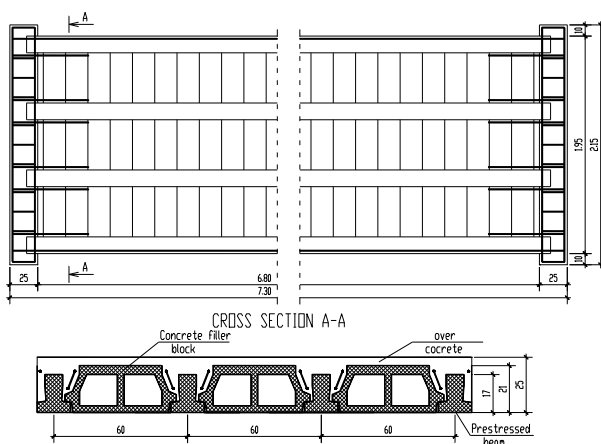 A
10
1.95
2.15
A
10
25
6.80
25
7.30
CROSS SECTION A-A
Concrete filler
block
over
cocrete
17
21
25
60
60
60
Prestressed
beam